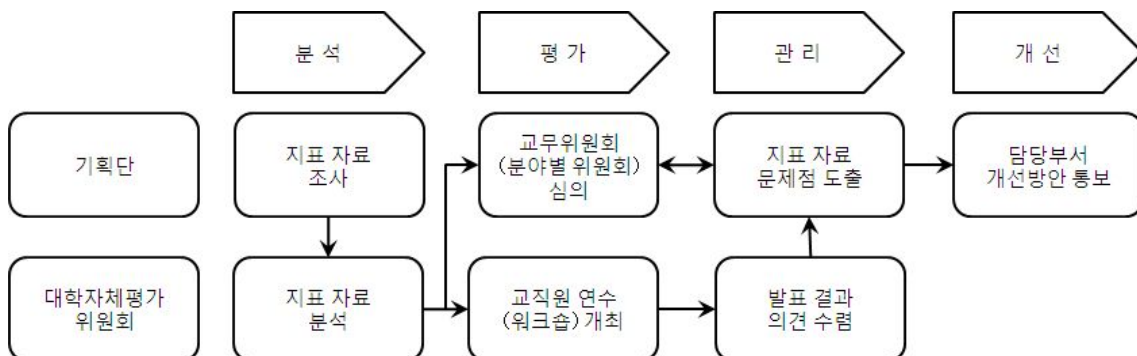 분 석
평 가
관 리
개 선
기획단
지표 자료
조사
교무위원회
(분야별 위원회)
심의
지표 자료
문제점 도출
담당부서
개선방안 통보
대학자체평가
위원회
지표 자료
분석
교직원 연수
(워크숍) 개최
발표 결과
의견 수렴